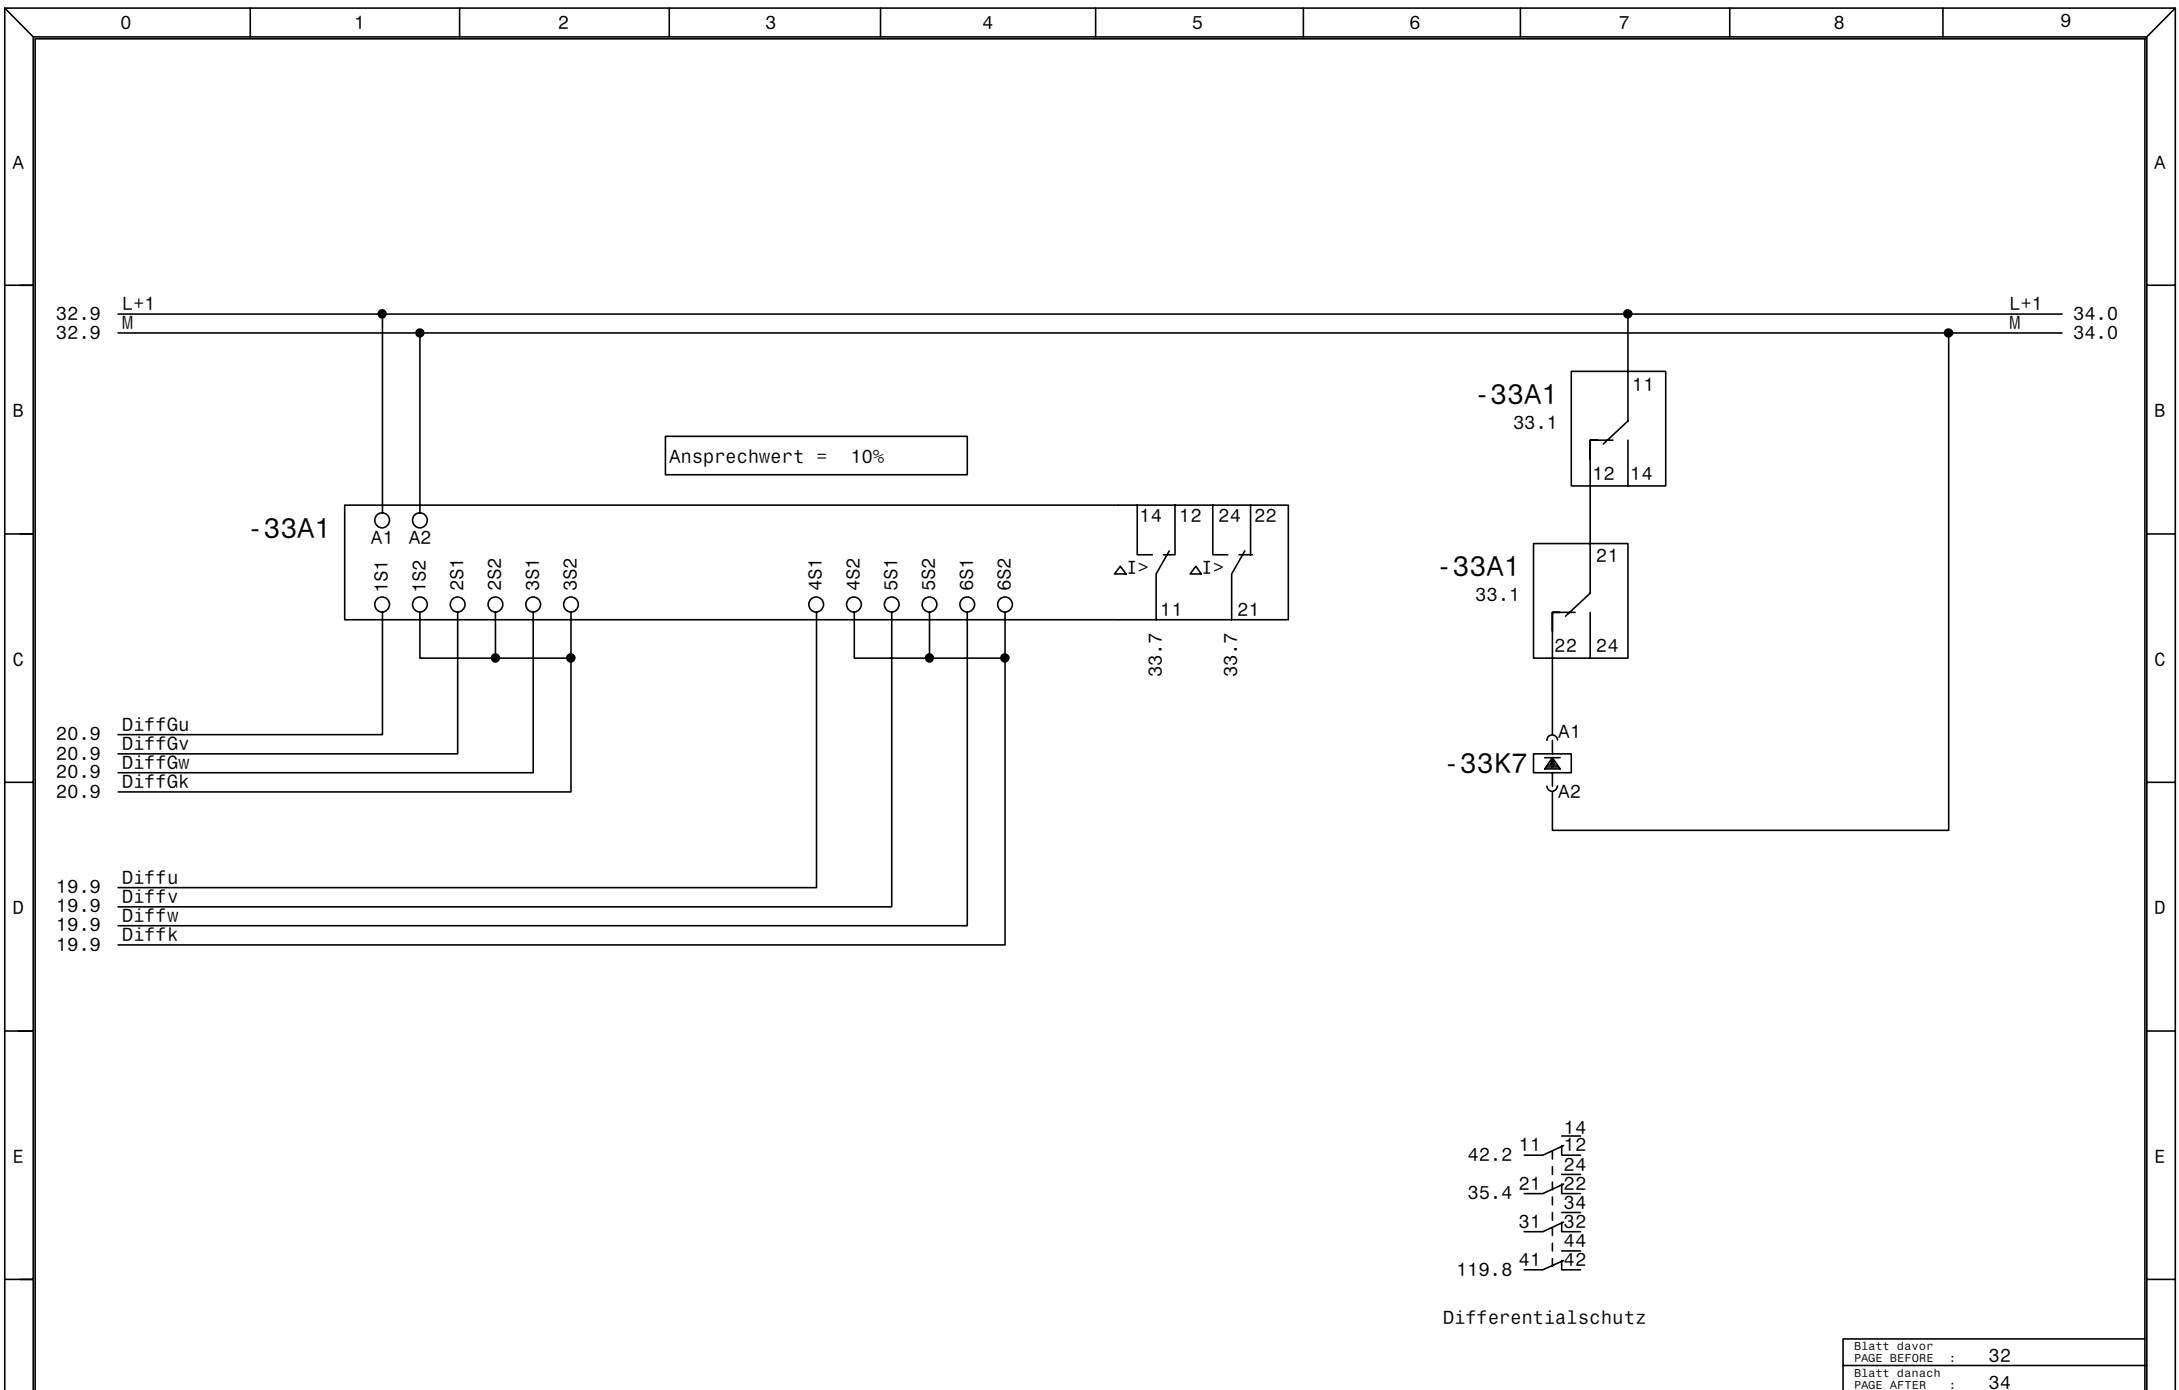 0 1 2 3 4 5 6 7 8 9
A A
L+1 L+1
32.9 34.0
M M
32.9 34.0
-33A1 11
33.1
B B
12 14
Ansprechwert = 10%
-33A1 A1 A2 14 12 24 22
1S1 1S2 2S1 2S2 3S1 3S2 4S1 4S2 5S1 5S2 6S1 6S2
△I> △I>
11 21
33.7 33.7
-33A1 21
33.1
22 24
C C
20.9 DiffGu
20.9 DiffGv
20.9 DiffGw
20.9 DiffGk
A1
-33K7
A2
19.9 Diffu
19.9 Diffv
19.9 Diffw
19.9 Diffk
D D
E E
14
42.2 11 12
24
35.4 21 22
34
31 32
44
119.8 41 42
Differentialschutz
Blatt davor
PAGE BEFORE : 32
Blatt danach
PAGE AFTER : 34